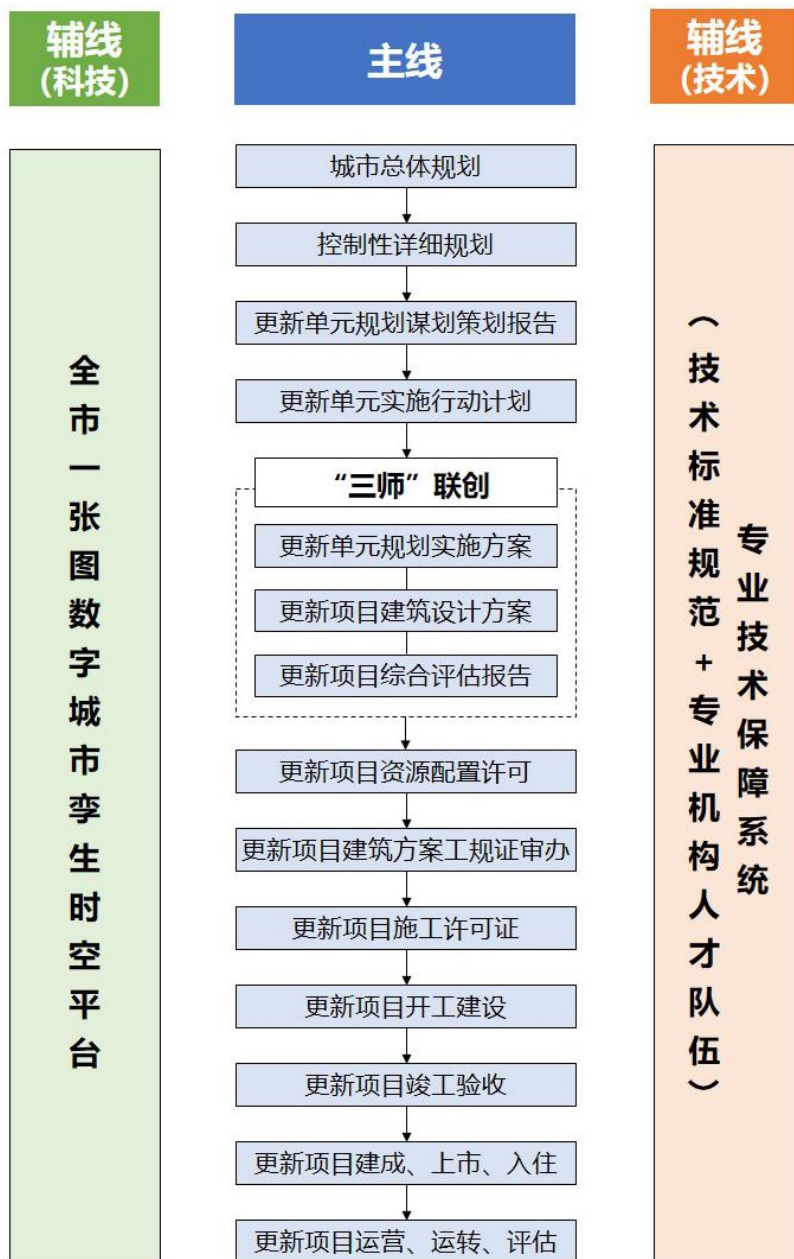 辅线
(科技)
主线
辅线
(技术)
全市一张图数字城市孪生时空平台
城市总体规划
控制性详细规划
更新单元规划谋划策划报告
更新单元实施行动计划
“三师”联创
更新单元规划实施方案
更新项目建筑设计方案
更新项目综合评估报告
更新项目资源配置许可
更新项目建筑方案工规证审办
更新项目施工许可证
更新项目开工建设
更新项目竣工验收
更新项目建成、上市、入住
更新项目运营、运转、评估
专业技术保障系统
（技术标准规范+专业机构人才队伍）